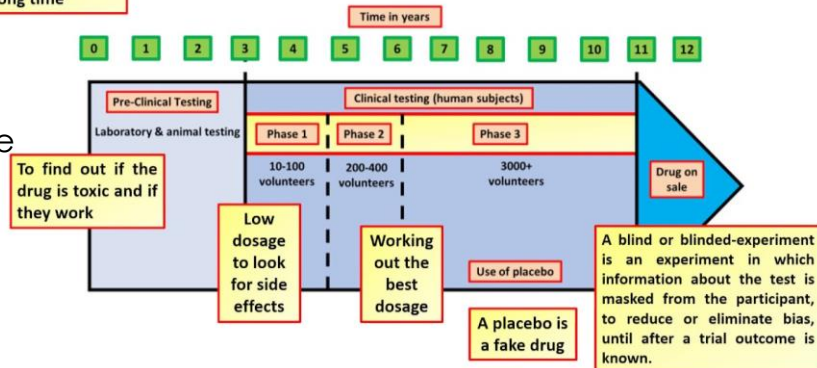 ong time
Time in years
0 1 2 3 4 5 6 7 8 9 10 11 12
Pre-Clinical Testing
Laboratory & animal testing
Clinical testing (human subjects)
Phase 1
Phase 2
Phase 3
10-100
volunteers
200-400
volunteers
3000+
volunteers
Drug on
sale
e
To find out if the
drug is toxic and if
they work
Low
dosage
to look
for side
effects
Working
out the
best
dosage
Use of placebo
A placebo is
a fake drug
A blind or blinded-experiment
is an experiment in which
information about the test is
masked from the participant,
to reduce or eliminate bias,
until after a trial outcome is
known.